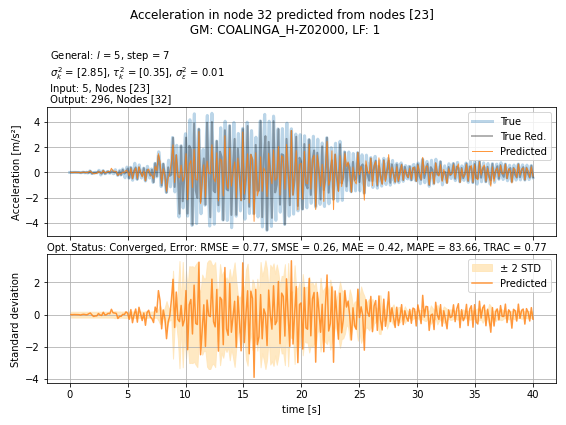 Acceleration in node 32 predicted from nodes [23]
GM: COALINGA_H-Z02000, LF: 1
General: l = 5, step = 7
σ²ₖ = [2.85], τ²ₖ = [0.35], σ²ε = 0.01
Input: 5, Nodes [23]
Output: 296, Nodes [32]
4
2
0
−2
−4
Acceleration [m/s²]
True
True Red.
Predicted
Opt. Status: Converged, Error: RMSE = 0.77, SMSE = 0.26, MAE = 0.42, MAPE = 83.66, TRAC = 0.77
2
0
−2
−4
Standard deviation
± 2 STD
Predicted
0 5 10 15 20 25 30 35 40
time [s]